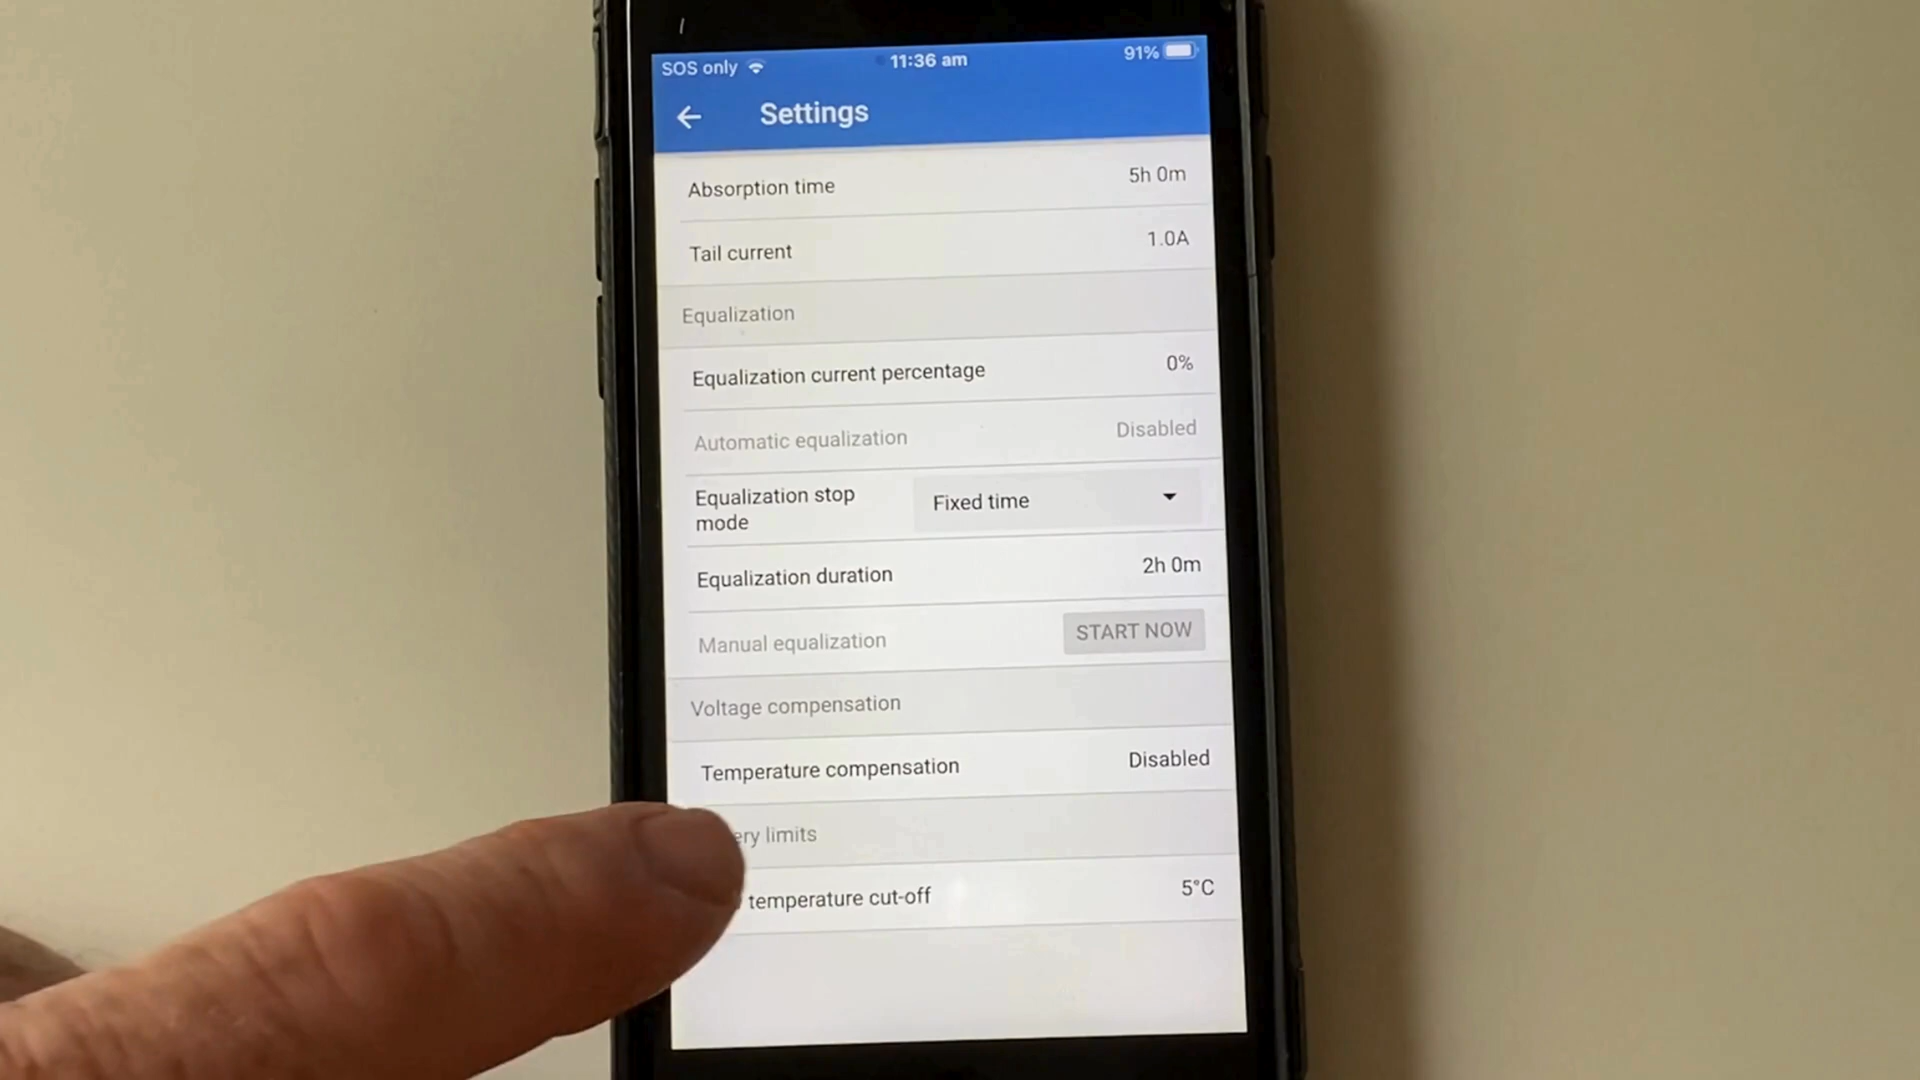 SOS only 11:36 am 91%
Settings
Absorption time 5h 0m
Tail current 1.0A
Equalization
Equalization current percentage 0%
Automatic equalization Disabled
Equalization stop
mode
Fixed time
Equalization duration 2h 0m
Manual equalization START NOW
Voltage compensation
Temperature compensation Disabled
ery limits
temperature cut-off 5°C